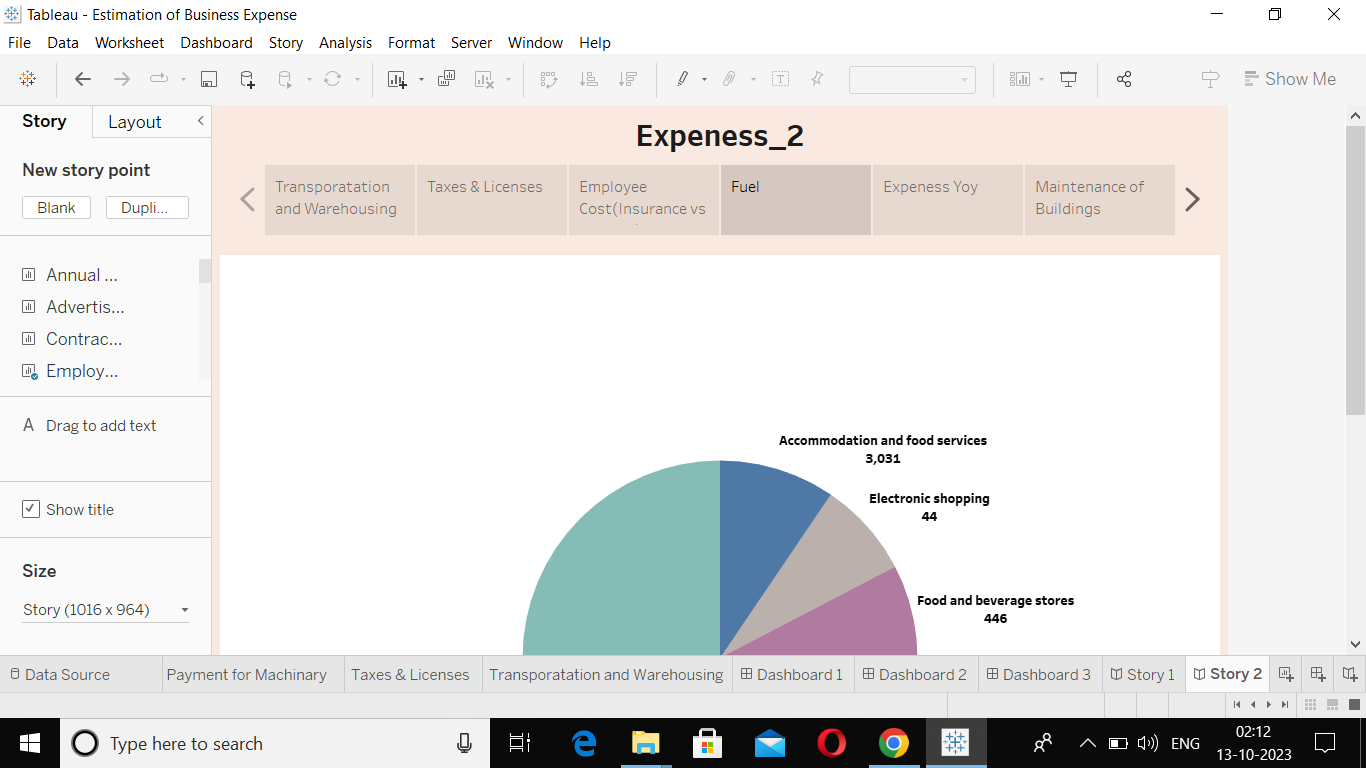 Tableau - Estimation of Business Expense
File Data Worksheet Dashboard Story Analysis Format Server Window Help
Show Me
Story Layout
New story point
Blank Dupli...
Annual ...
Advertis...
Contrac...
Employ...
A Drag to add text
Show title
Size
Story (1016 x 964)
Expeness_2
Transporatation
and Warehousing
Taxes & Licenses
Employee
Cost(Insurance vs
Fuel
Expeness Yoy
Maintenance of
Buildings
Accommodation and food services
3,031
Electronic shopping
44
Food and beverage stores
446
Data Source Payment for Machinary Taxes & Licenses Transporatation and Warehousing Dashboard 1 Dashboard 2 Dashboard 3 Story 1 Story 2
Type here to search
ENG
02:12
13-10-2023